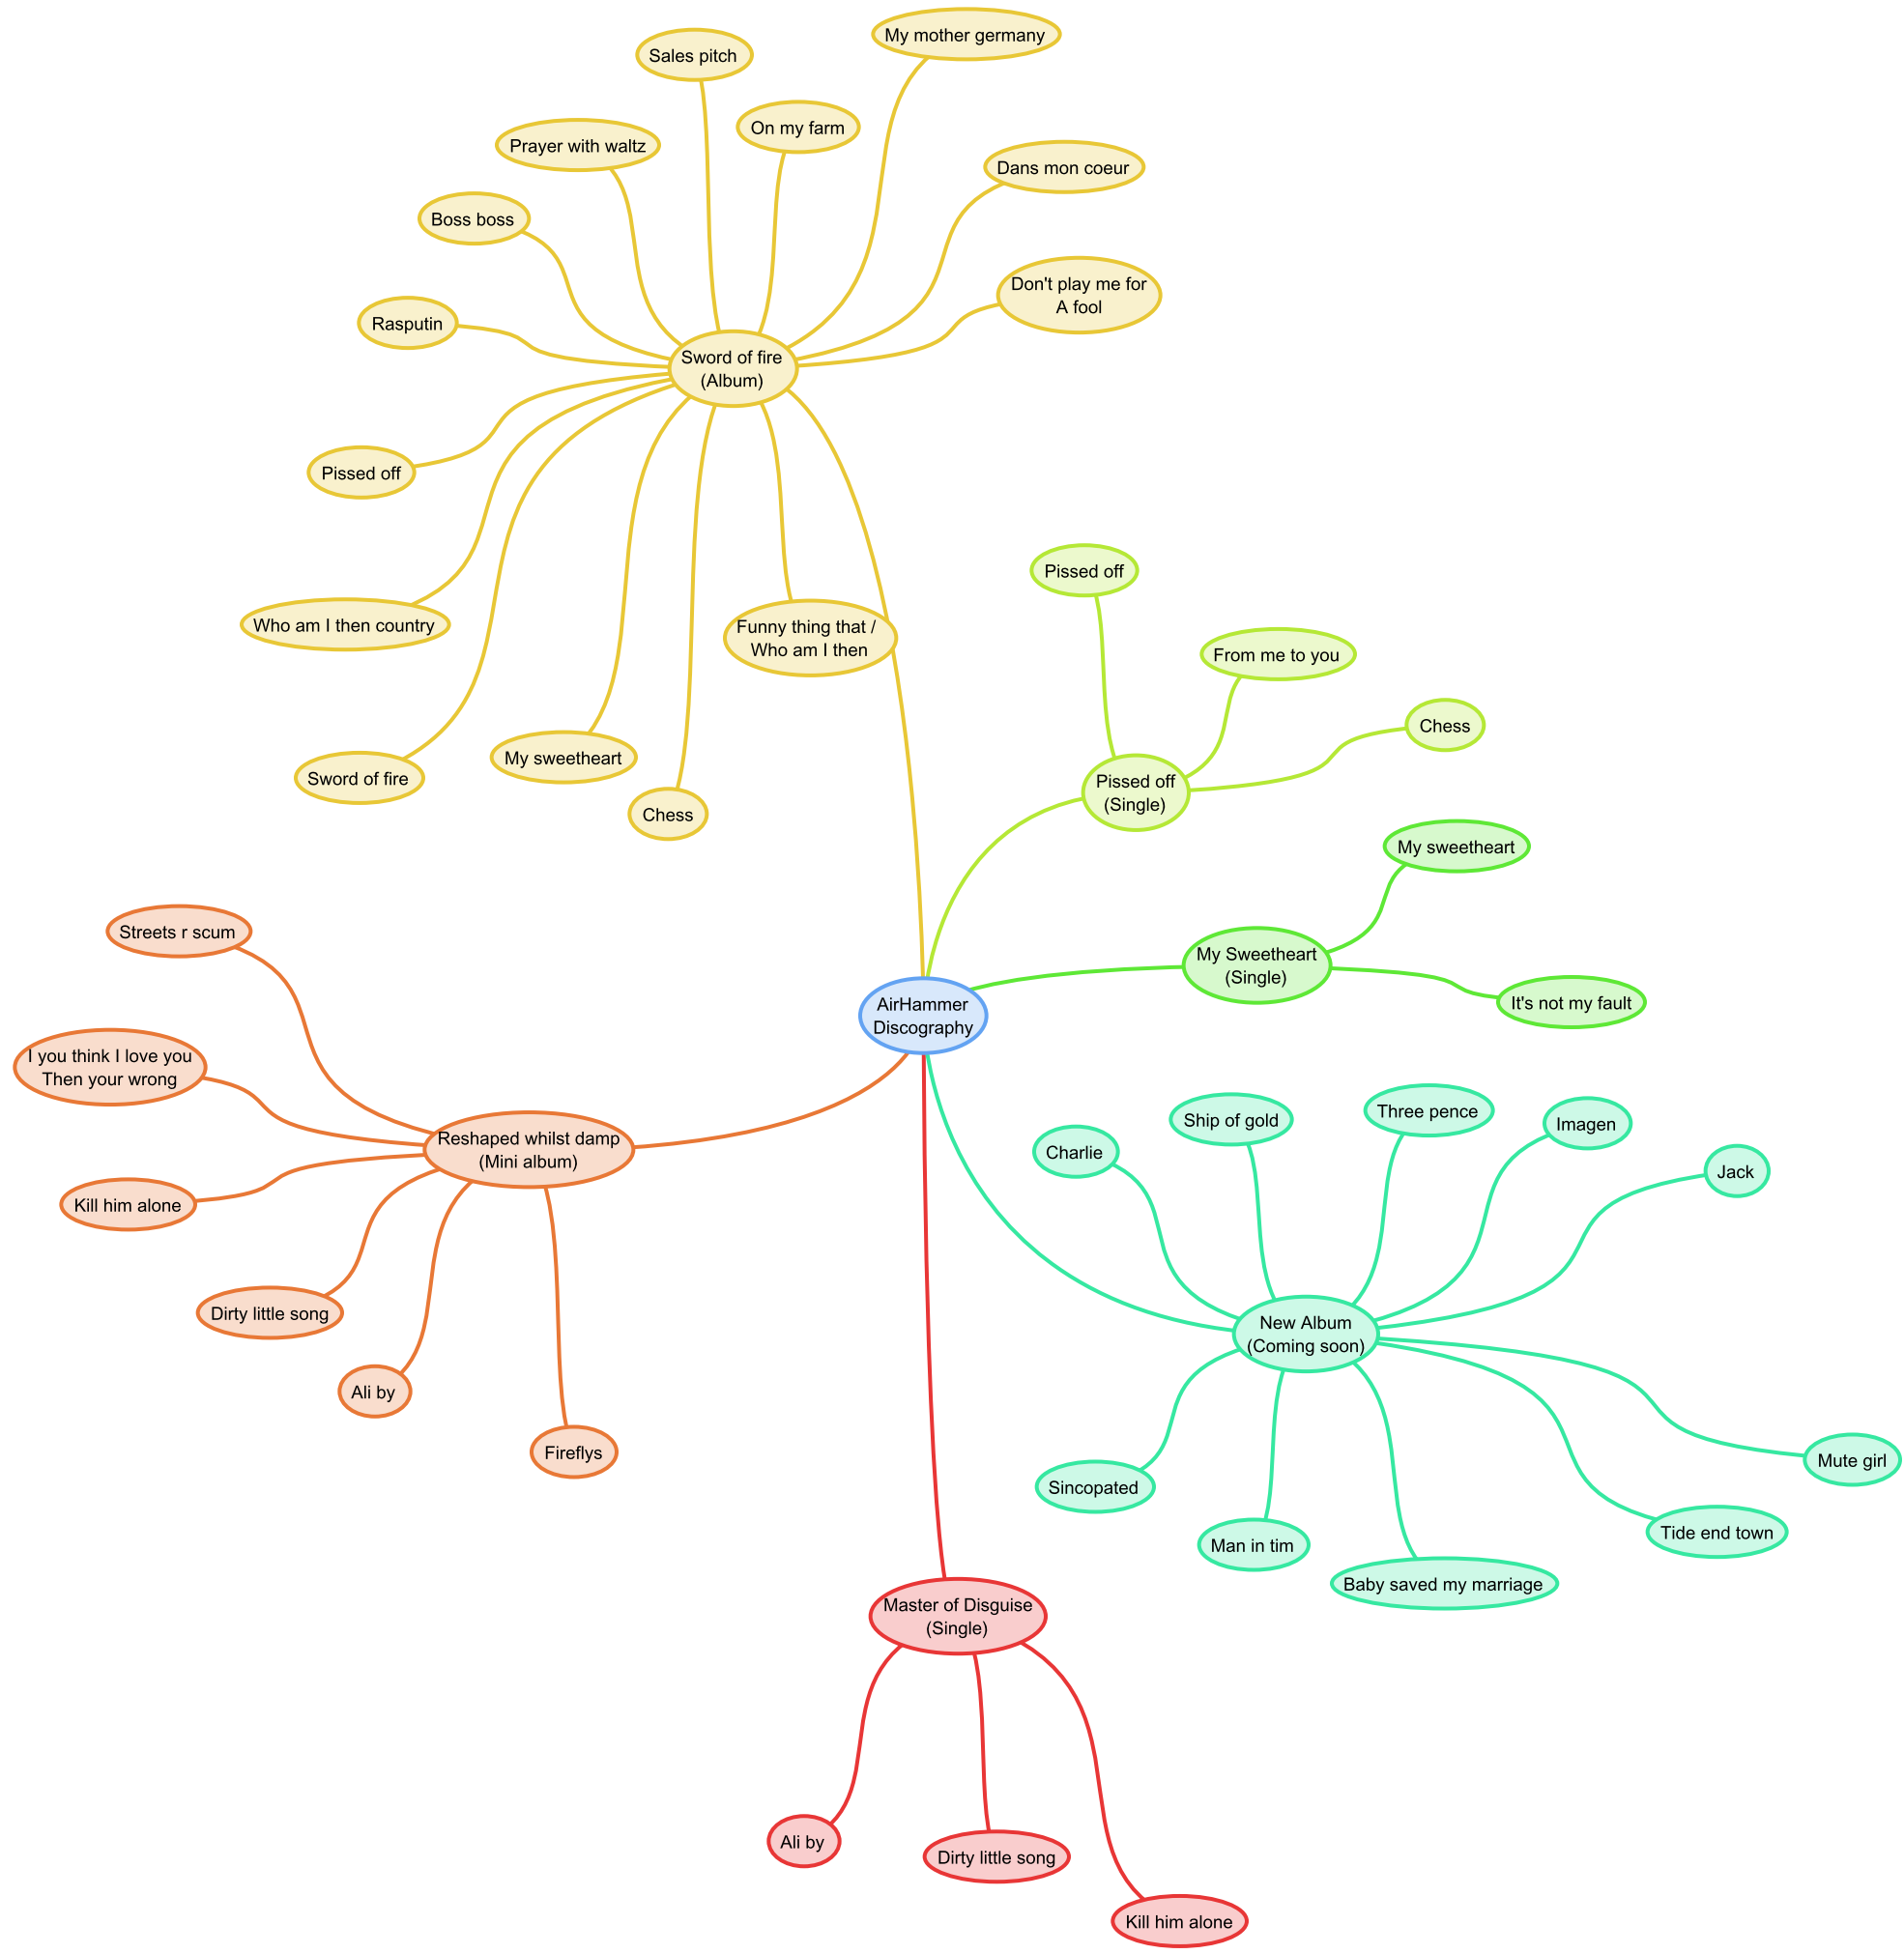 My mother germany
Sales pitch
On my farm
Prayer with waltz
Dans mon coeur
Boss boss
Don't play me for
A fool
Rasputin
Sword of fire
(Album)
Pissed off
Who am I then country
Funny thing that /
Who am I then
Sword of fire
My sweetheart
Chess
Pissed off
From me to you
Chess
Pissed off
(Single)
My sweetheart
My Sweetheart
(Single)
It's not my fault
AirHammer
Discography
Streets r scum
I you think I love you
Then your wrong
Reshaped whilst damp
(Mini album)
Kill him alone
Dirty little song
Ali by
Fireflys
Charlie
Ship of gold
Three pence
Imagen
Jack
New Album
(Coming soon)
Mute girl
Sincopated
Man in tim
Baby saved my marriage
Tide end town
Master of Disguise
(Single)
Ali by
Dirty little song
Kill him alone